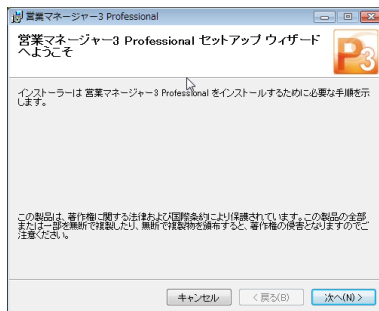 営業マネージャー3 Professional
営業マネージャー3 Professional セットアップ ウィザード
へようこそ
P3
インストーラーは 営業マネージャー3 Professional をインストールするために必要な手順を示
します。
この製品は、著作権に関する法律および国際条約により保護されています。この製品の全部
または一部を無断で複製したり、無断で複製物を頒布すると、著作権の侵害となりますのでご
注意ください。
キャンセル < 戻る(B) 次へ(N) >